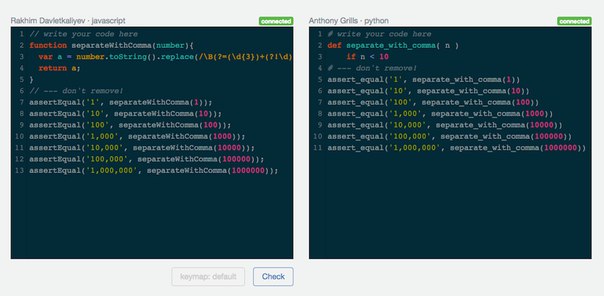 Rakhim Davletkaliyev · javascript
connected
1 // write your code here
2 function separateWithComma(number){
3 var a = number.toString().replace(/\B(?=(\d{3})+(?!\d)
4 return a;
5 }
6 // --- don't remove!
7 assertEqual('1', separateWithComma(1));
8 assertEqual('10', separateWithComma(10));
9 assertEqual('100', separateWithComma(100));
10 assertEqual('1,000', separateWithComma(1000));
11 assertEqual('10,000', separateWithComma(10000));
12 assertEqual('100,000', separateWithComma(100000));
13 assertEqual('1,000,000', separateWithComma(1000000));
keymap: default
Check
Anthony Grills · python
connected
1 # write your code here
2 def separate_with_comma( n )
3 if n < 10
4 # --- don't remove!
5 assert_equal('1', separate_with_comma(1))
6 assert_equal('10', separate_with_comma(10))
7 assert_equal('100', separate_with_comma(100))
8 assert_equal('1,000', separate_with_comma(1000))
9 assert_equal('10,000', separate_with_comma(10000))
10 assert_equal('100,000', separate_with_comma(100000))
11 assert_equal('1,000,000', separate_with_comma(1000000))